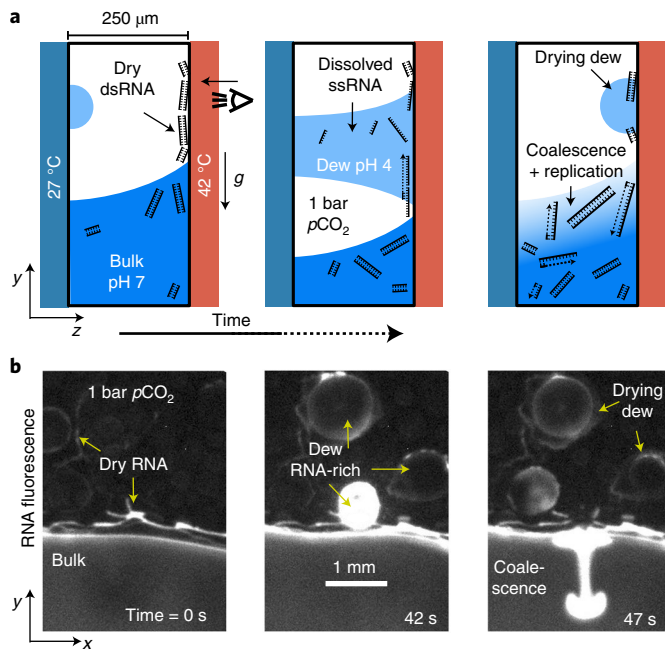 a
250 μm
Dry
dsRNA
27 °C
42 °C
g
Bulk
pH 7
y
z
Time
Dissolved
ssRNA
Dew pH 4
1 bar
pCO2
Drying dew
Coalescence
+ replication
b
RNA fluorescence
1 bar pCO2
Dry RNA
Bulk
Time = 0 s
y
x
Dew
RNA-rich
1 mm
42 s
Drying
dew
Coale-
scence
47 s